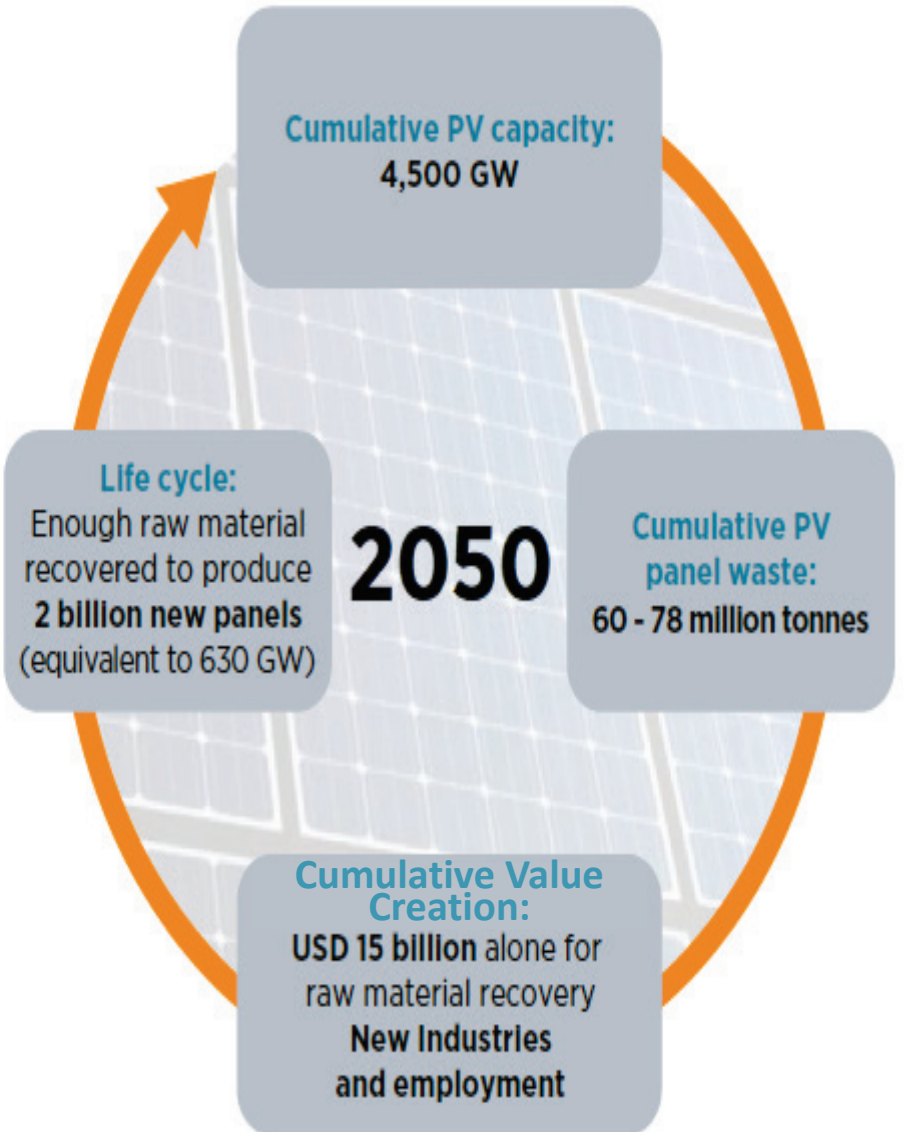 Cumulative PV capacity:
4,500 GW
Life cycle:
Enough raw material
recovered to produce
2 billion new panels
(equivalent to 630 GW)
2050
Cumulative PV
panel waste:
60 - 78 million tonnes
Cumulative Value
Creation:
USD 15 billion alone for
raw material recovery
New Industries
and employment